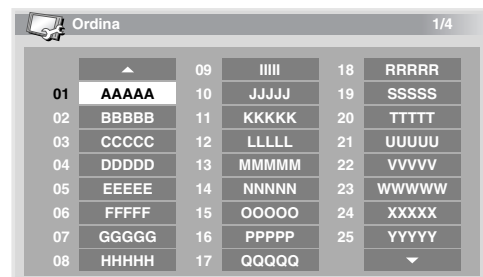 Ordina 1/4
01 AAAAA
02 BBBBB
03 CCCCC
04 DDDDD
05 EEEEE
06 FFFFF
07 GGGGG
08 HHHHH
09 IIIII
10 JJJJJ
11 KKKKK
12 LLLLL
13 MMMMM
14 NNNNN
15 OOOOO
16 PPPPP
17 QQQQQ
18 RRRRR
19 SSSSS
20 TTTTT
21 UUUUU
22 VVVVV
23 WWWWW
24 XXXXX
25 YYYYY